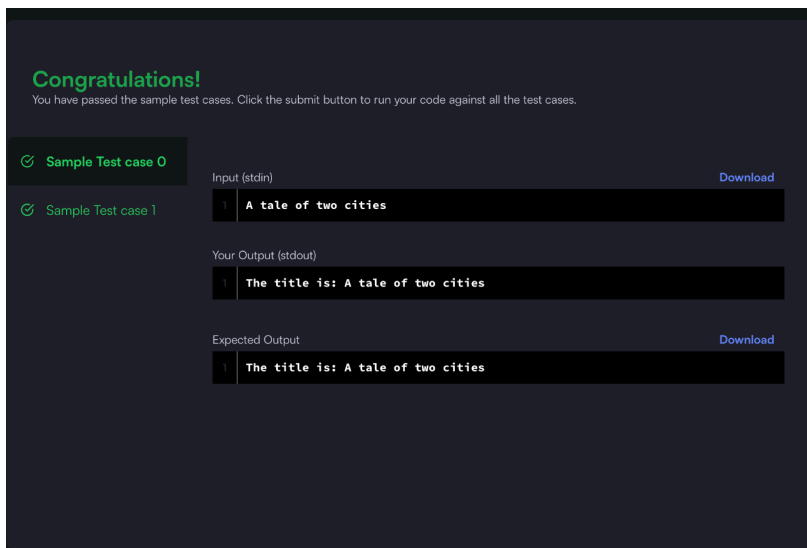 Congratulations!
You have passed the sample test cases. Click the submit button to run your code against all the test cases.
Sample Test case 0
Sample Test case 1
Input (stdin)
Download
1 A tale of two cities
Your Output (stdout)
1 The title is: A tale of two cities
Expected Output
Download
1 The title is: A tale of two cities